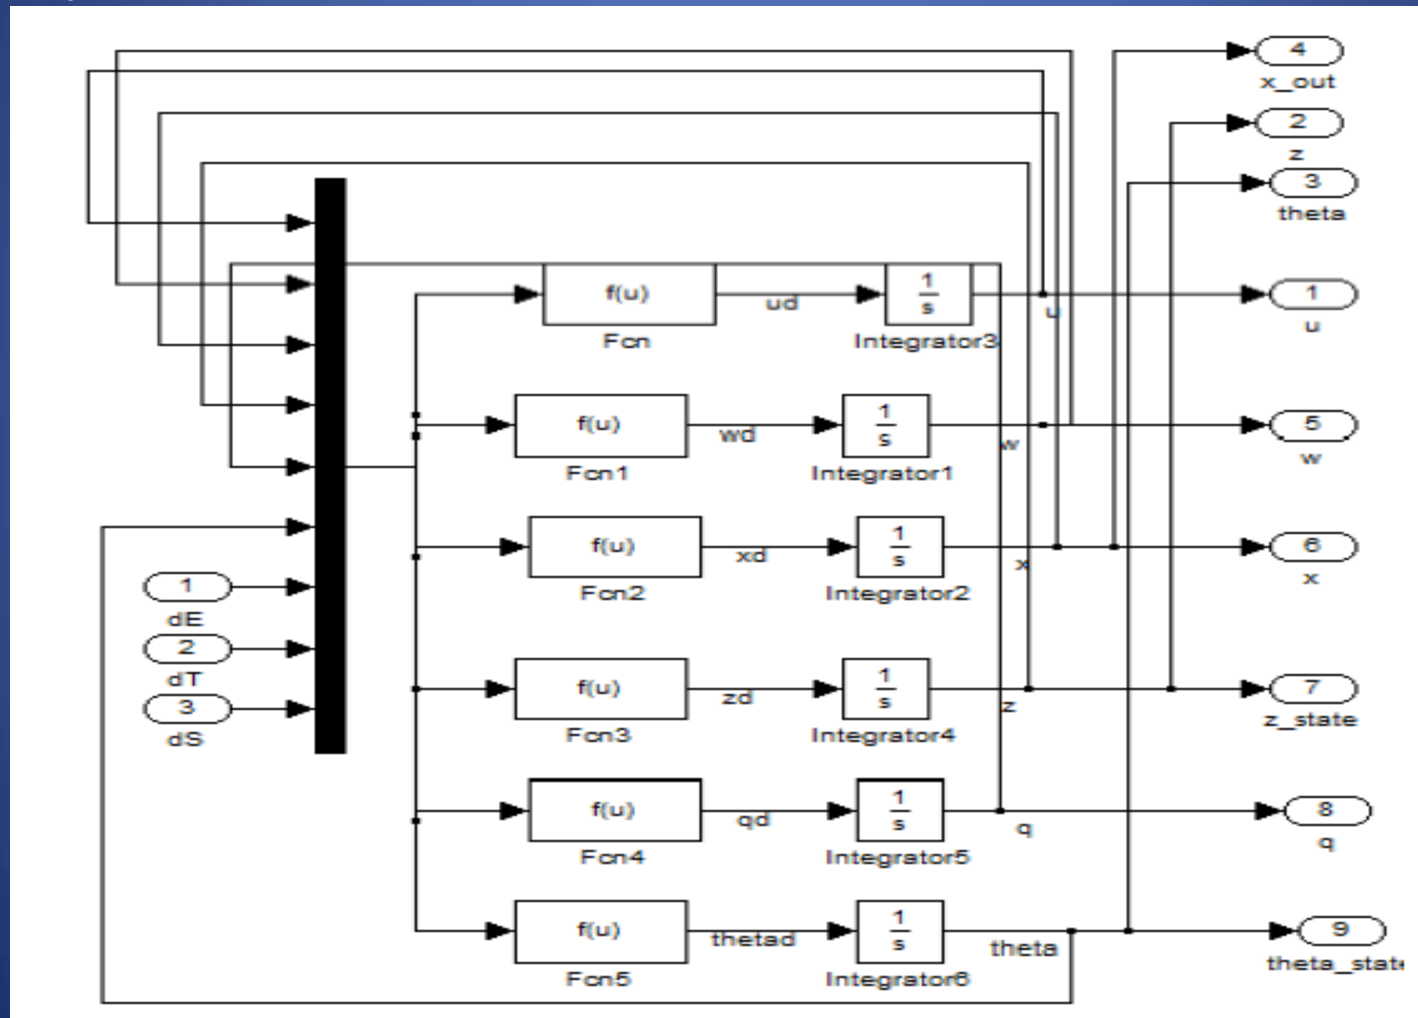 4
x_out
2
z
3
theta
f(u)
ud
1
s
u
1
u
Fcn
Integrator3
f(u)
wd
1
s
w
5
w
Fcn1
Integrator1
f(u)
xd
1
s
x
6
x
Fcn2
Integrator2
1
dE
2
dT
3
dS
f(u)
zd
1
s
z
7
z_state
Fcn3
Integrator4
f(u)
qd
1
s
q
8
q
Fcn4
Integrator5
f(u)
thetad
1
s
theta
9
theta_stat
Fcn5
Integrator6